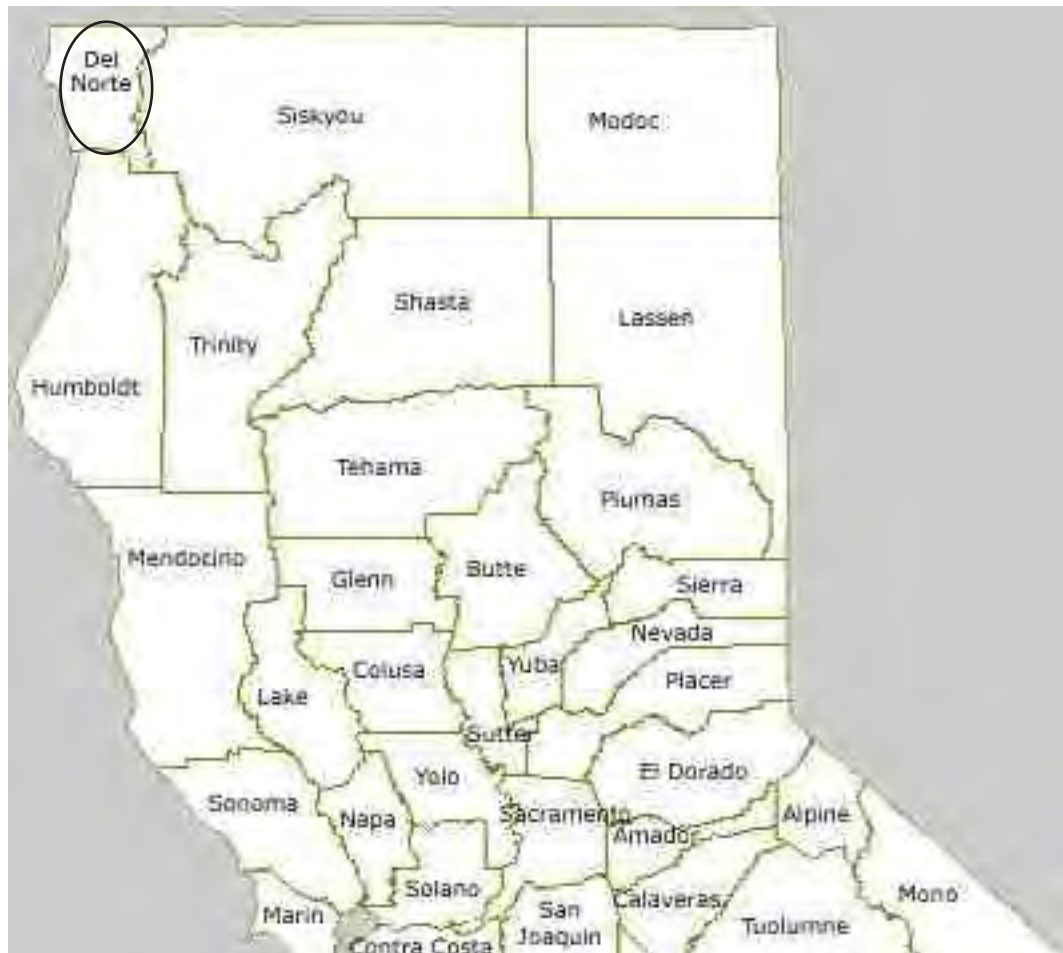 Del
Norte
Siskyou
Modoc
Shasta
Lassen
Trinity
Humboldt
Tehama
Plumas
Mendocino
Glenn
Butte
Sierra
Nevada
Colusa
Yuba
Placer
Lake
Sutter
Yolo
El Dorado
Sonoma
Napa
Sacramento
Alpine
Amador
Solano
Calaveras
Mono
Marin
San
Joaquin
Tuolumne
Contra Costa